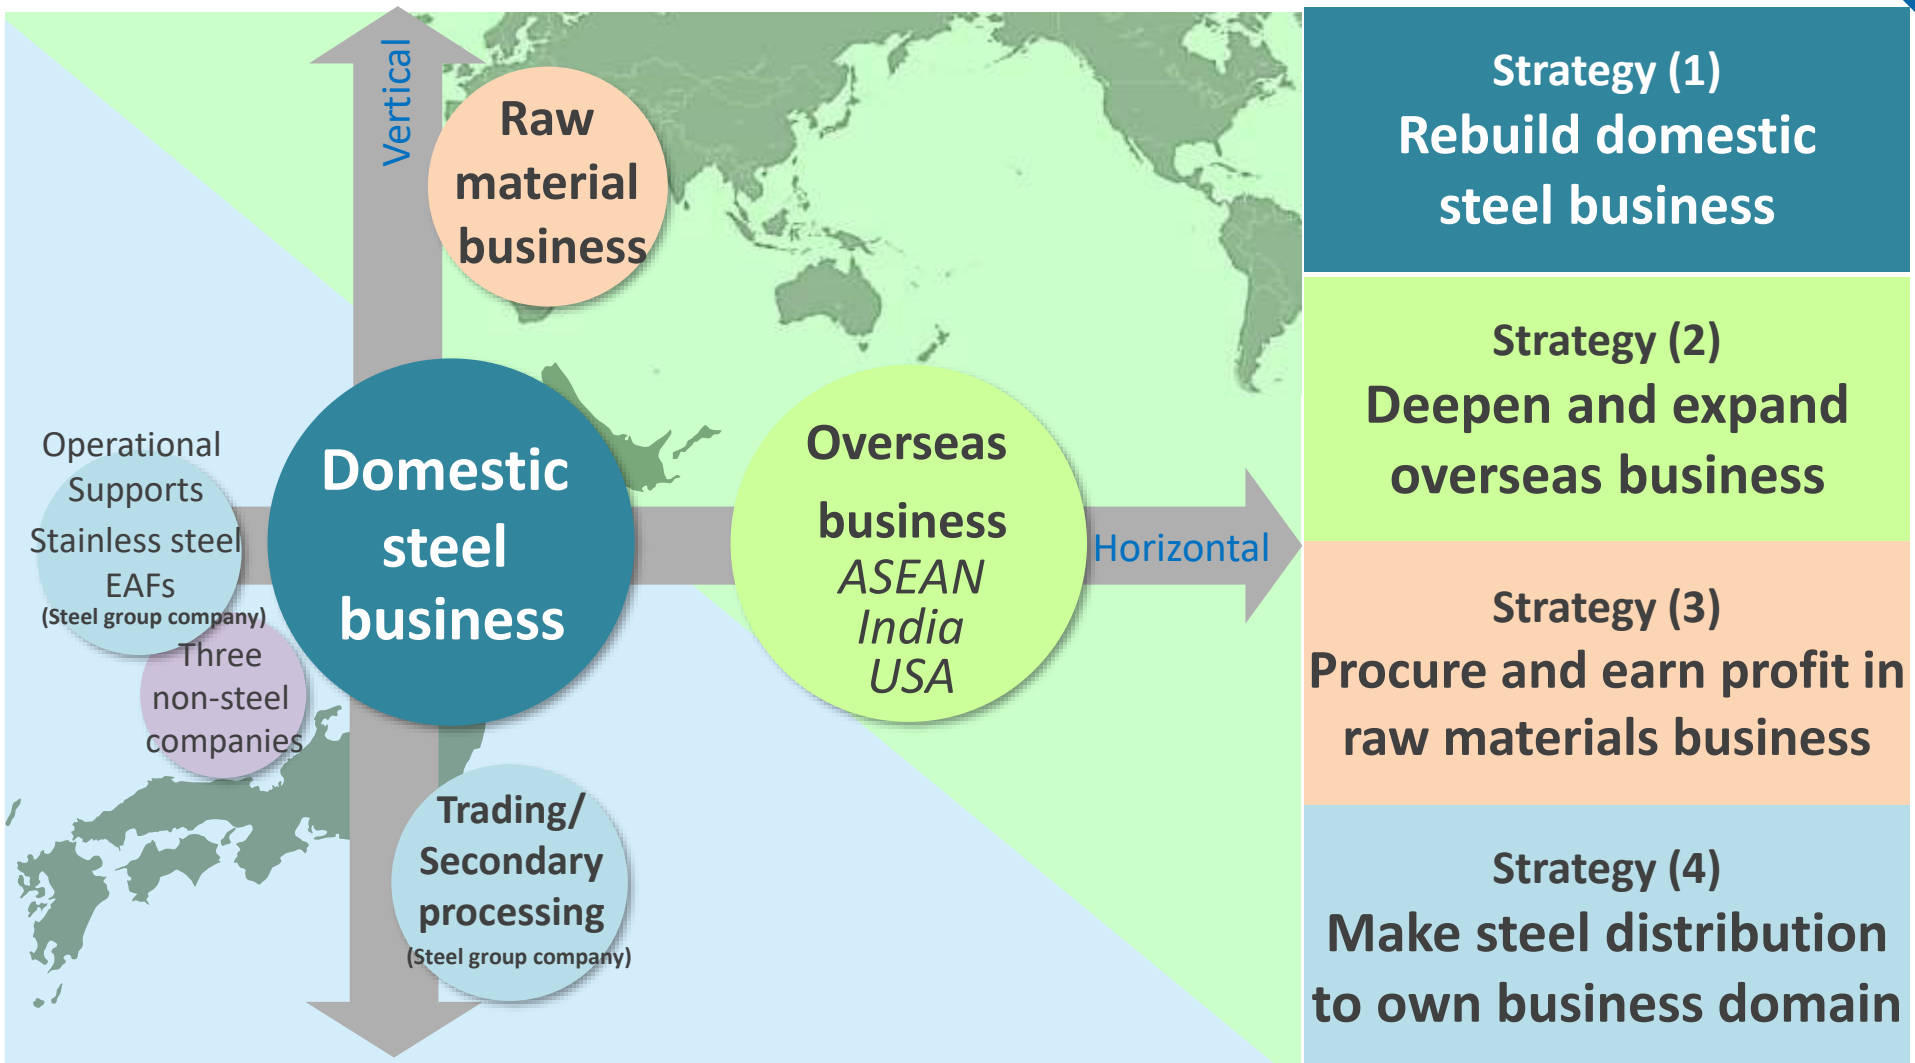 Vertical
Raw
material
business
Operational
Supports
Stainless steel
EAFs
(Steel group company)
Three
non-steel
companies
Domestic
steel
business
Overseas
business
ASEAN
India
USA
Horizontal
Trading/
Secondary
processing
(Steel group company)
Strategy (1)
Rebuild domestic
steel business
Strategy (2)
Deepen and expand
overseas business
Strategy (3)
Procure and earn profit in
raw materials business
Strategy (4)
Make steel distribution
to own business domain